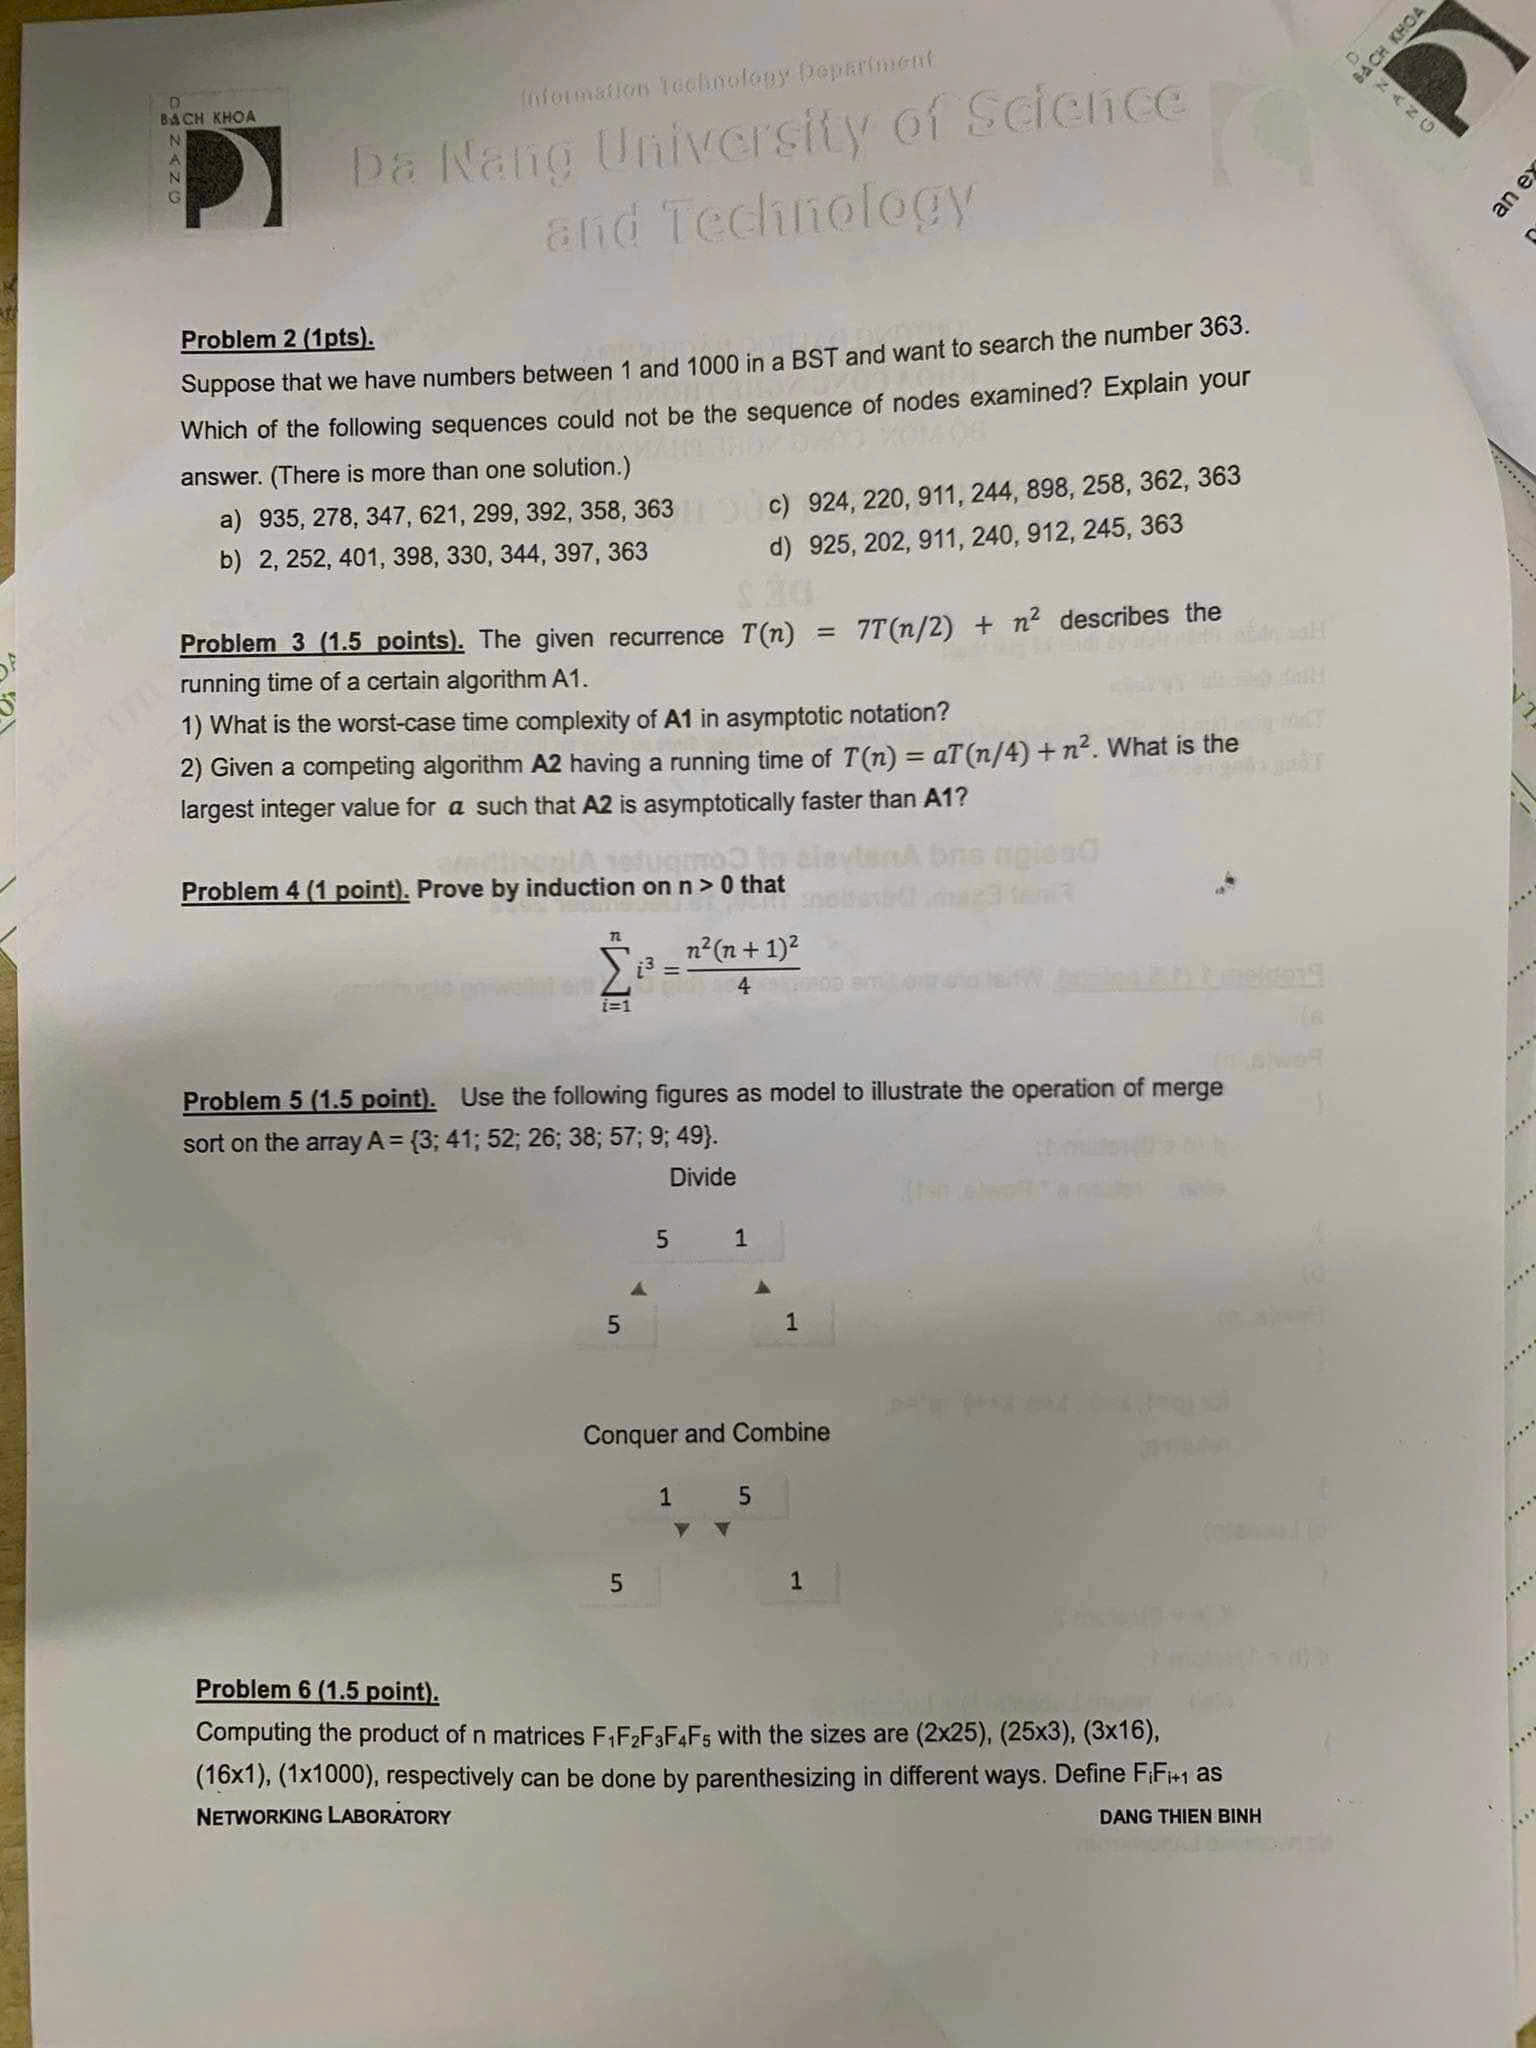 Information Technology Department
Da Nang University of Science
and Technology
D
BACH KHOA
N
A
N
G
D
BACH KHOA
N
A
N
G
an ex
Problem 2 (1pts).
Suppose that we have numbers between 1 and 1000 in a BST and want to search the number 363.
Which of the following sequences could not be the sequence of nodes examined? Explain your
answer. (There is more than one solution.)
a) 935, 278, 347, 621, 299, 392, 358, 363
c) 924, 220, 911, 244, 898, 258, 362, 363
b) 2, 252, 401, 398, 330, 344, 397, 363
d) 925, 202, 911, 240, 912, 245, 363
Problem 3 (1.5 points). The given recurrence T(n) = 7T(n/2) + n² describes the
running time of a certain algorithm A1.
1) What is the worst-case time complexity of A1 in asymptotic notation?
2) Given a competing algorithm A2 having a running time of T(n) = aT(n/4) + n². What is the
largest integer value for a such that A2 is asymptotically faster than A1?
Problem 4 (1 point). Prove by induction on n > 0 that
n
∑ i³ = n²(n + 1)² / 4
i=1
Problem 5 (1.5 point). Use the following figures as model to illustrate the operation of merge
sort on the array A = {3; 41; 52; 26; 38; 57; 9; 49}.
Divide
5 1
5 1
Conquer and Combine
1 5
5 1
Problem 6 (1.5 point).
Computing the product of n matrices F₁F₂F₃F₄F₅ with the sizes are (2x25), (25x3), (3x16),
(16x1), (1x1000), respectively can be done by parenthesizing in different ways. Define FᵢFᵢ₊₁ as
NETWORKING LABORATORY
DANG THIEN BINH